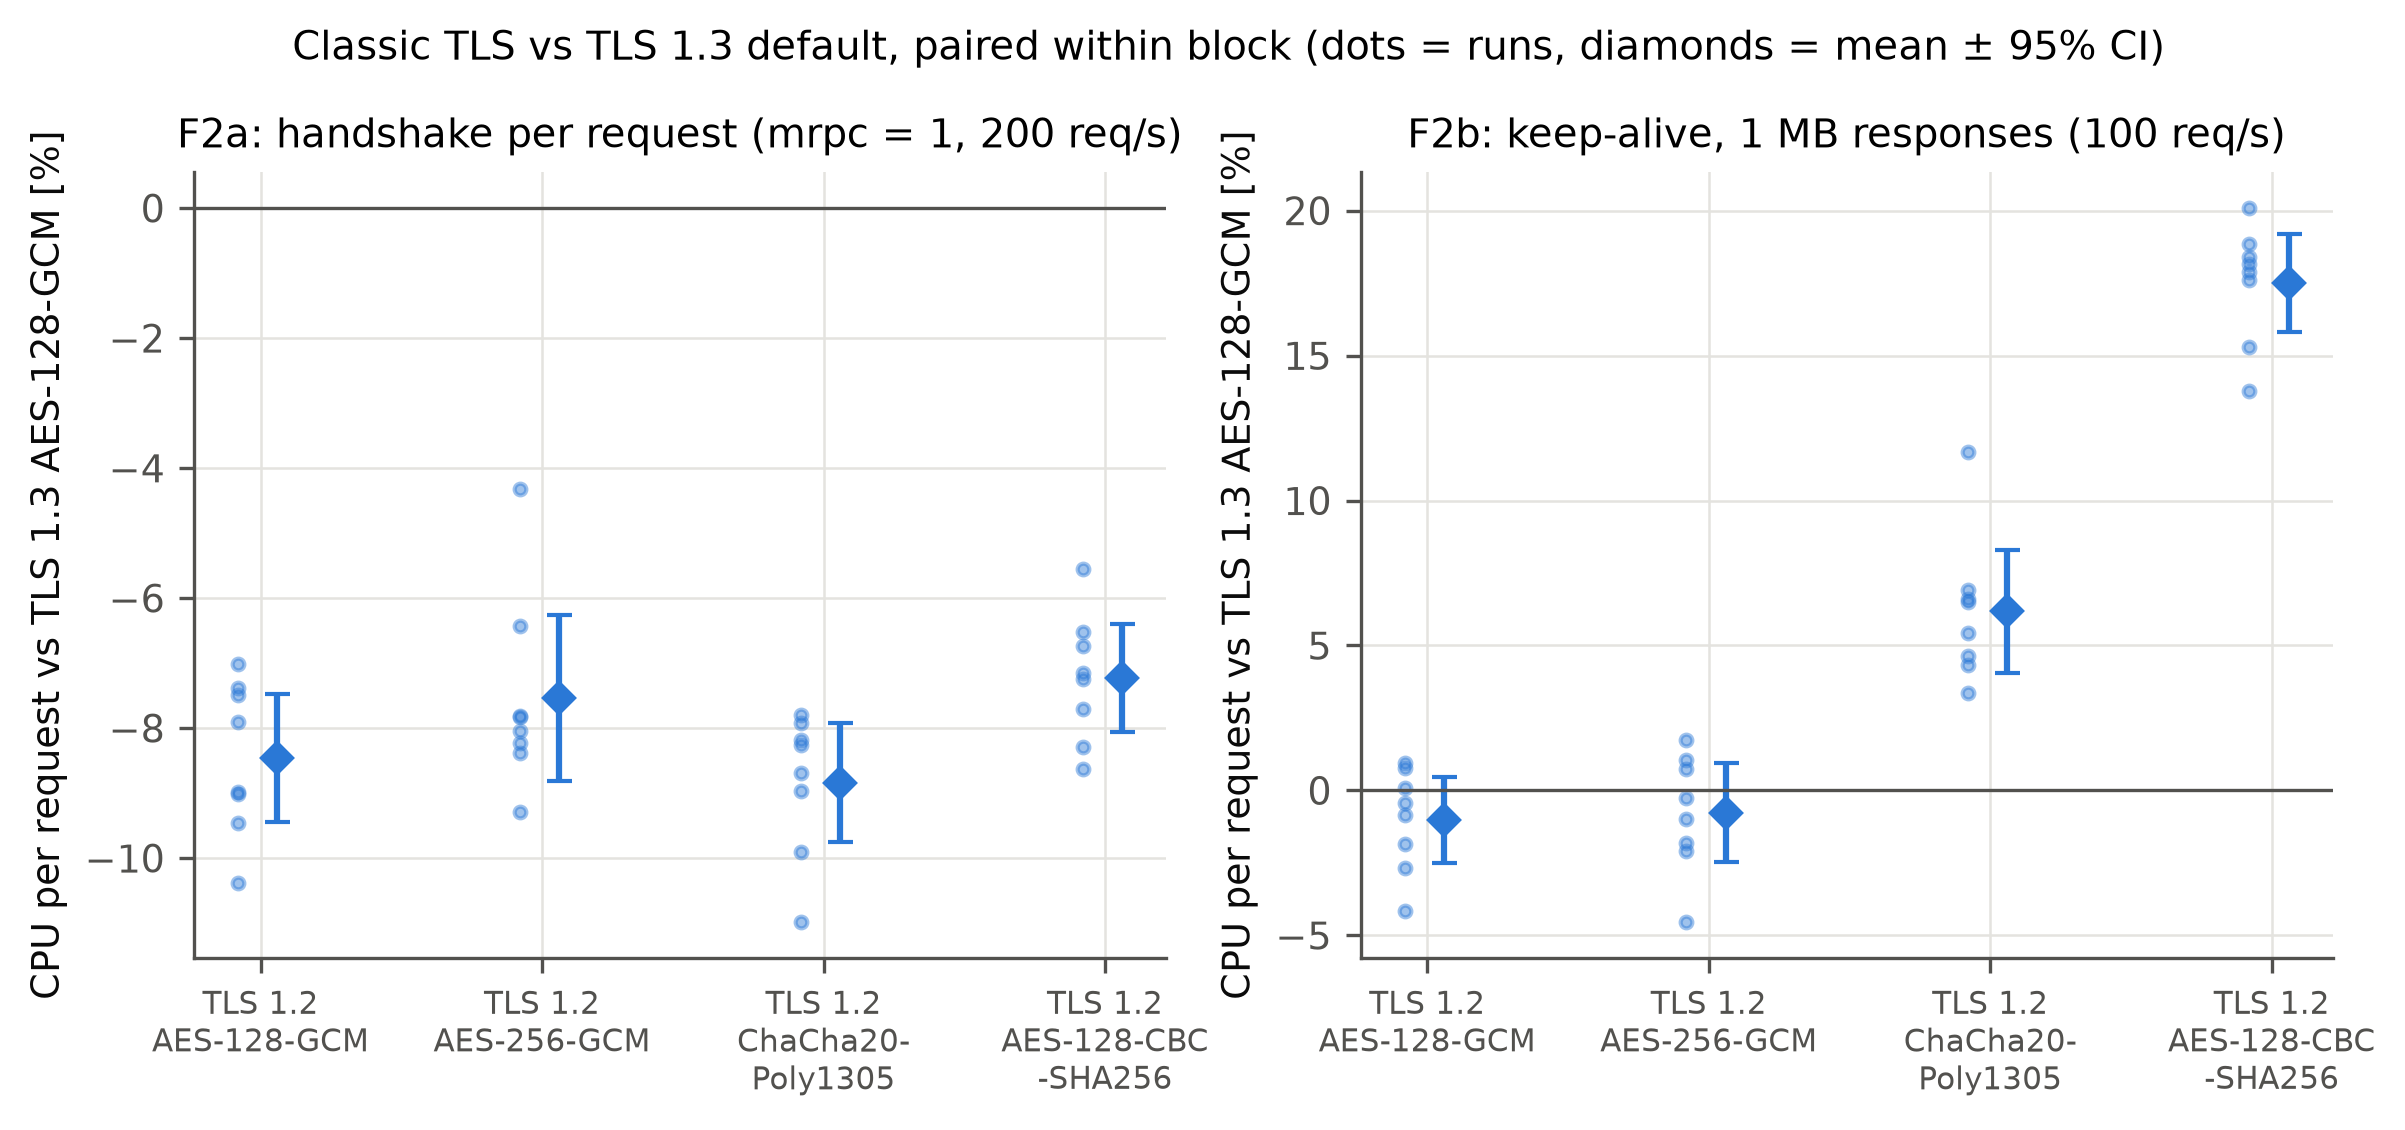 Classic TLS vs TLS 1.3 default, paired within block (dots = runs, diamonds = mean ± 95% CI)
F2a: handshake per request (mrpc = 1, 200 req/s)
CPU per request vs TLS 1.3 AES-128-GCM [%]
0
−2
−4
−6
−8
−10
TLS 1.2
AES-128-GCM
TLS 1.2
AES-256-GCM
TLS 1.2
ChaCha20-
Poly1305
TLS 1.2
AES-128-CBC
-SHA256
F2b: keep-alive, 1 MB responses (100 req/s)
CPU per request vs TLS 1.3 AES-128-GCM [%]
20
15
10
5
0
−5
TLS 1.2
AES-128-GCM
TLS 1.2
AES-256-GCM
TLS 1.2
ChaCha20-
Poly1305
TLS 1.2
AES-128-CBC
-SHA256